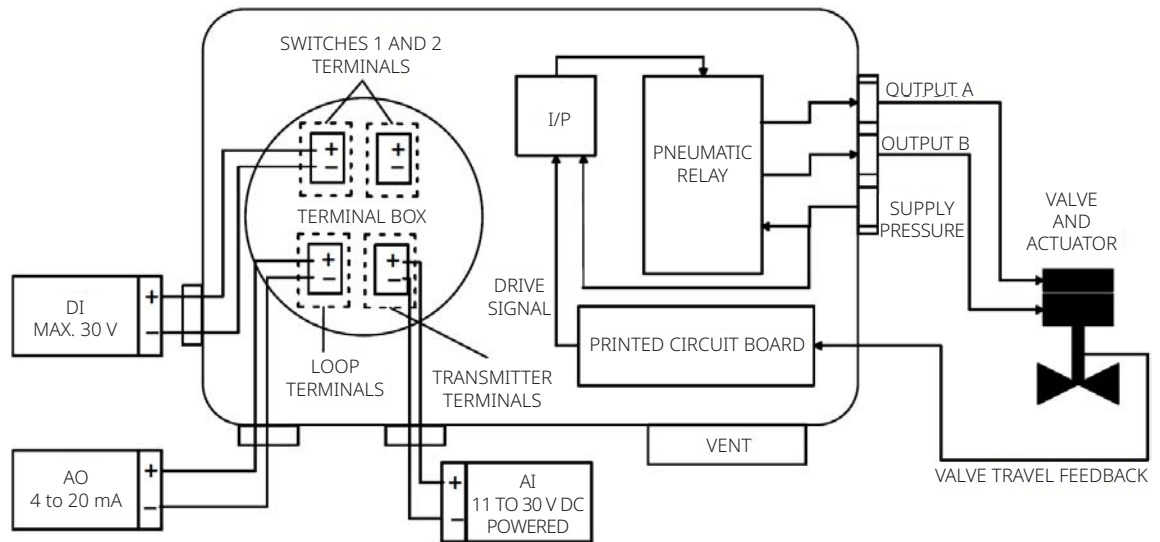 SWITCHES 1 AND 2
TERMINALS
+
−
+
−
TERMINAL BOX
+
−
+
−
LOOP
TERMINALS
TRANSMITTER
TERMINALS
I/P
PNEUMATIC
RELAY
DRIVE
SIGNAL
PRINTED CIRCUIT BOARD
OUTPUT A
OUTPUT B
SUPPLY
PRESSURE
VALVE
AND
ACTUATOR
DI
MAX. 30 V
+
−
AO
4 to 20 mA
+
−
+
−
AI
11 TO 30 V DC
POWERED
VENT
VALVE TRAVEL FEEDBACK